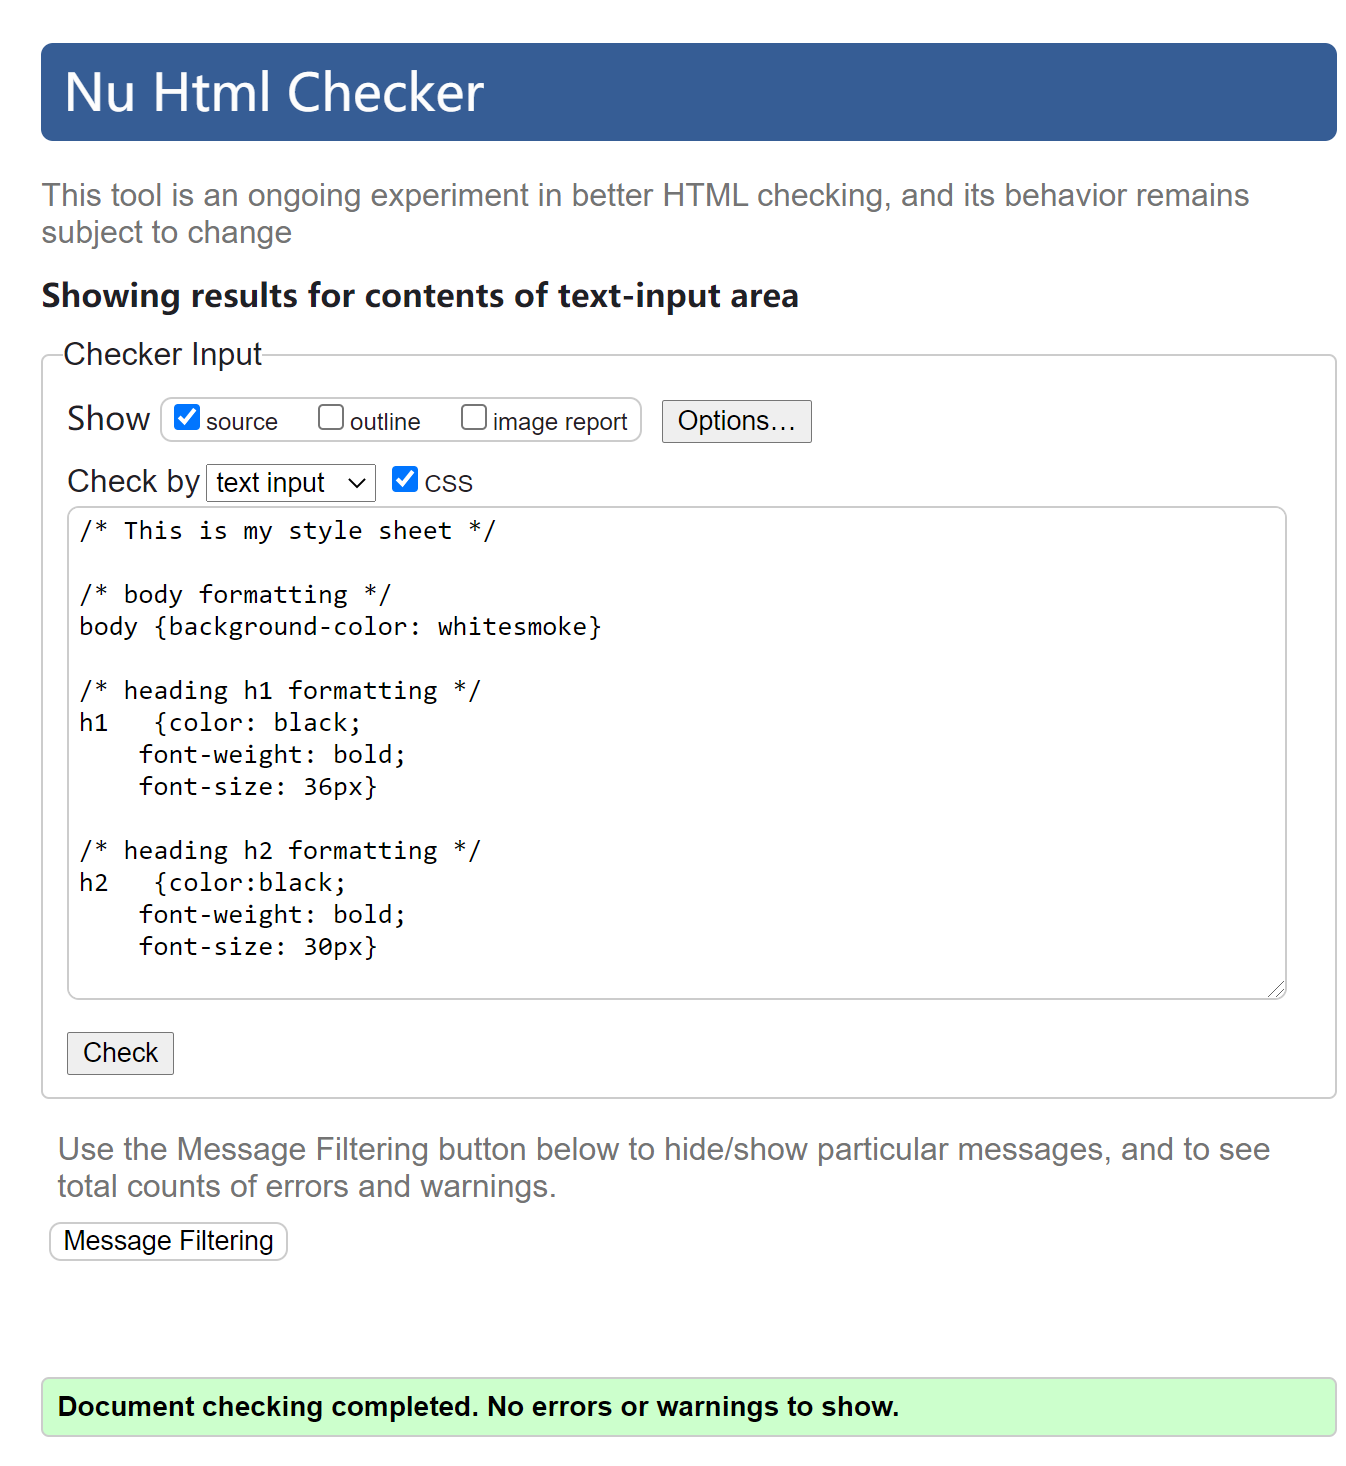 Nu Html Checker
This tool is an ongoing experiment in better HTML checking, and its behavior remains
subject to change
Showing results for contents of text-input area
Checker Input
Show source outline image report Options...
Check by text input CSS
/* This is my style sheet */
/* body formatting */
body {background-color: whitesmoke}
/* heading h1 formatting */
h1   {color: black;
    font-weight: bold;
    font-size: 36px}
/* heading h2 formatting */
h2   {color:black;
    font-weight: bold;
    font-size: 30px}
Check
Use the Message Filtering button below to hide/show particular messages, and to see
total counts of errors and warnings.
Message Filtering
Document checking completed. No errors or warnings to show.